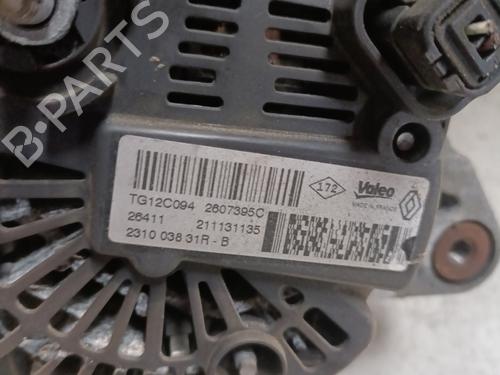 B-PARTS
172
Valeo
MADE IN FRANCE
TG12C094 2607395C
26411 211131135
2310 038 31R - B